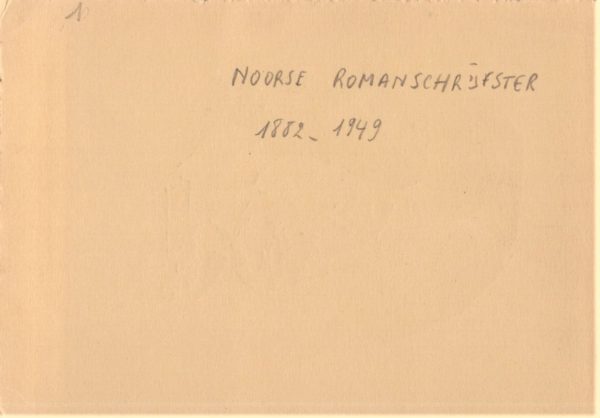 1
NOORSE ROMANSCHRIJFSTER
1882 - 1949